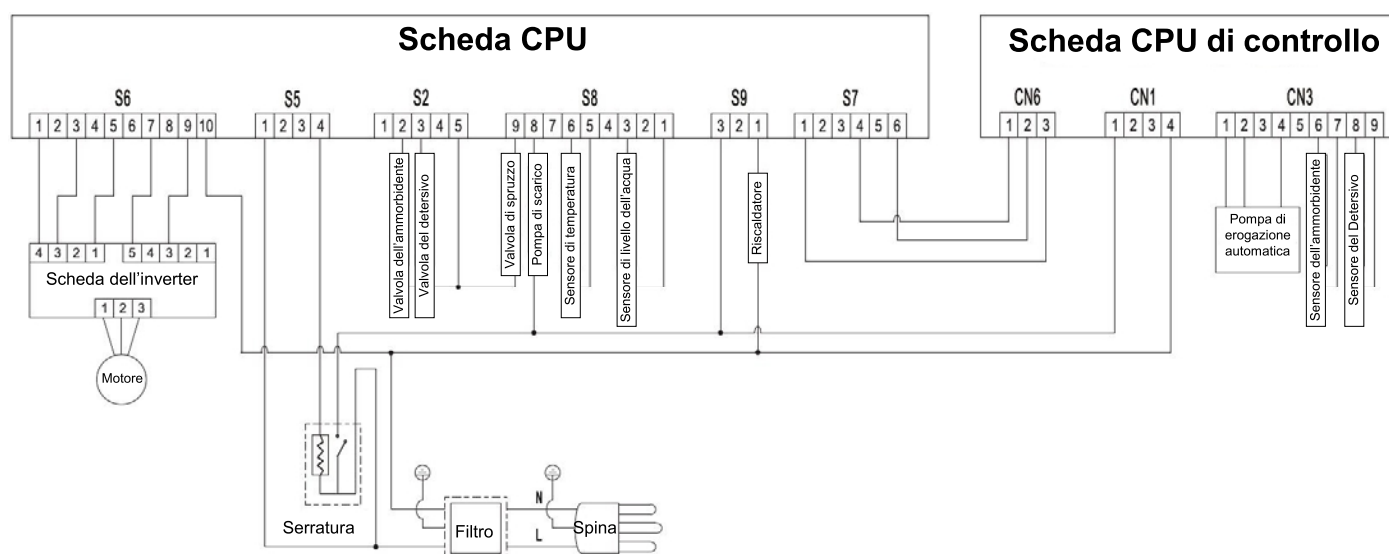 Scheda CPU
Scheda CPU di controllo
S6
S5
S2
S8
S9
S7
CN6
CN1
CN3
1 2 3 4 5 6 7 8 9 10
1 2 3 4
1 2 3 4 5
9 8 7 6 5 4 3 2 1
3 2 1
1 2 3 4 5 6
1 2 3
1 2 3 4
1 2 3 4 5 6 7 8 9
Valvola dell'ammorbidente
Valvola del detersivo
Valvola di spruzzo
Pompa di scarico
Sensore di temperatura
Sensore di livello dell'acqua
Riscaldatore
Pompa di
erogazione
automatica
Sensore dell'ammorbidente
Sensore del Detersivo
4 3 2 1 5 4 3 2 1
Scheda dell'inverter
1 2 3
Motore
Serratura
Filtro
N
L
Spina